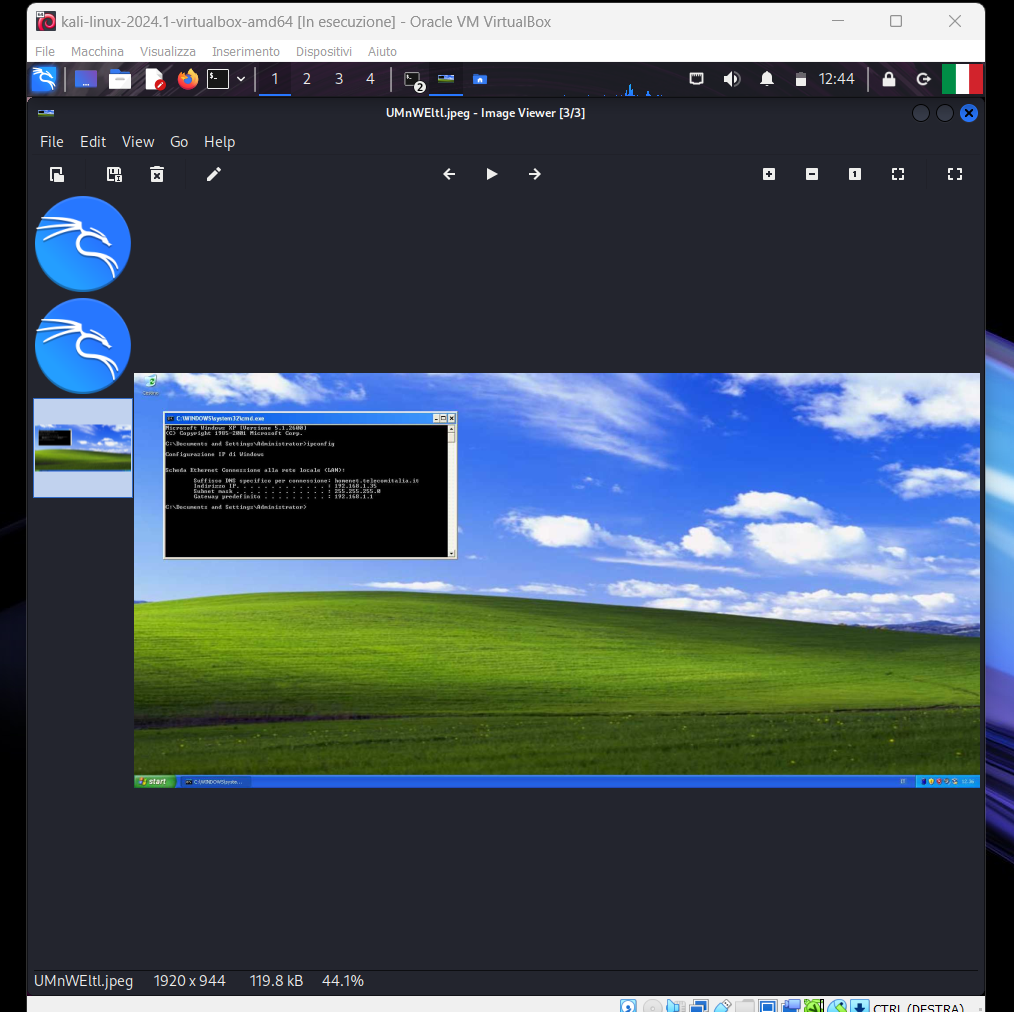 kali-linux-2024.1-virtualbox-amd64 [In esecuzione] - Oracle VM VirtualBox
File Macchina Visualizza Inserimento Dispositivi Aiuto
1 2 3 4 2 12:44
UMnWEltl.jpeg - Image Viewer [3/3]
File Edit View Go Help
1
C:\WINDOWS\system32\cmd.exe
Microsoft Windows XP [Versione 5.1.2600]
(C) Copyright 1985-2001 Microsoft Corp.
C:\Documents and Settings\Administrator>ipconfig
Configurazione IP di Windows
Scheda Ethernet Connessione alla rete locale (LAN):
Suffisso DNS specifico per connessione: homenet.telecomitalia.it
Indirizzo IP. . . . . . . . . . . . . : 192.168.1.35
Subnet mask . . . . . . . . . . . . . : 255.255.255.0
Gateway predefinito . . . . . . . . . : 192.168.1.1
C:\Documents and Settings\Administrator>
start C:\WINDOWS\syste...
UMnWEltl.jpeg 1920 x 944 119.8 kB 44.1%
CTRL (DESTRA)